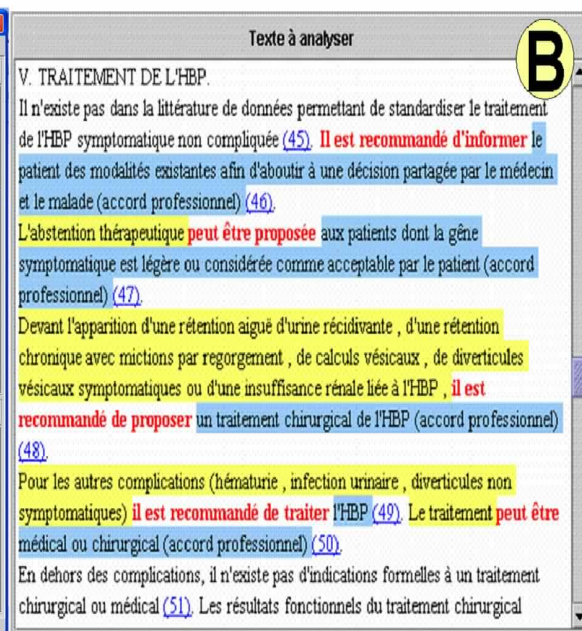 Texte à analyser
B
V. TRAITEMENT DE L'HBP.
Il n'existe pas dans la littérature de données permettant de standardiser le traitement
de l'HBP symptomatique non compliquée (45). Il est recommandé d'informer le
patient des modalités existantes afin d'aboutir à une décision partagée par le médecin
et le malade (accord professionnel) (46).
L'abstention thérapeutique peut être proposée aux patients dont la gêne
symptomatique est légère ou considérée comme acceptable par le patient (accord
professionnel) (47).
Devant l'apparition d'une rétention aiguë d'urine récidivante , d'une rétention
chronique avec mictions par regorgement , de calculs vésicaux , de diverticules
vésicaux symptomatiques ou d'une insuffisance rénale liée à l'HBP , il est
recommandé de proposer un traitement chirurgical de l'HBP (accord professionnel)
(48).
Pour les autres complications (hématurie , infection urinaire , diverticules non
symptomatiques) il est recommandé de traiter l'HBP (49). Le traitement peut être
médical ou chirurgical (accord professionnel) (50).
En dehors des complications, il n'existe pas d'indications formelles à un traitement
chirurgical ou médical (51). Les résultats fonctionnels du traitement chirurgical